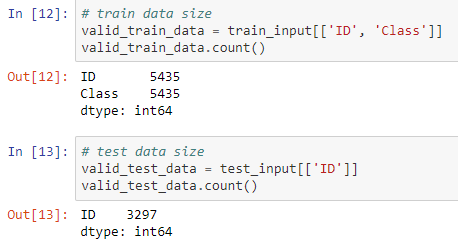 In [12]: # train data size
valid_train_data = train_input[['ID', 'Class']]
valid_train_data.count()
Out[12]: ID 5435
Class 5435
dtype: int64
In [13]: # test data size
valid_test_data = test_input[['ID']]
valid_test_data.count()
Out[13]: ID 3297
dtype: int64